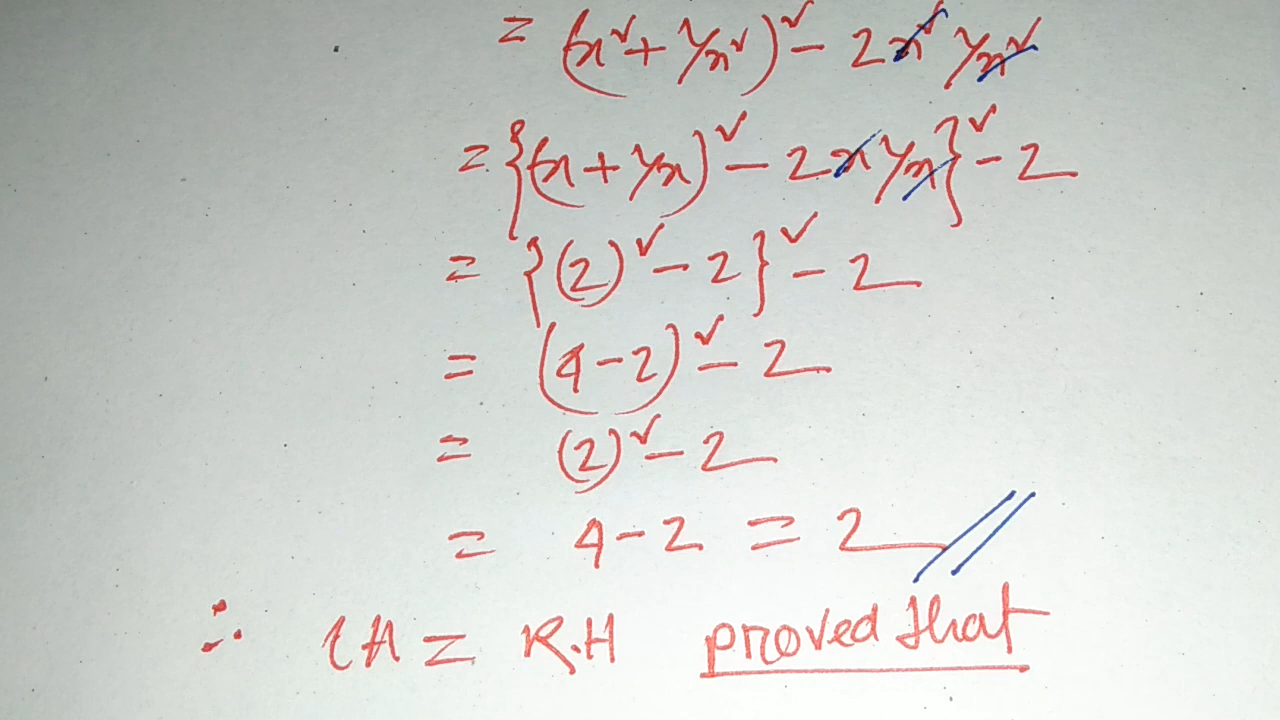 = (x² + 1/x²)² - 2x² 1/x²
= {(x + 1/x)² - 2x 1/x}² - 2
= {(2)² - 2}² - 2
= (4 - 2)² - 2
= (2)² - 2
= 4 - 2 = 2
∴ LH = R.H proved that